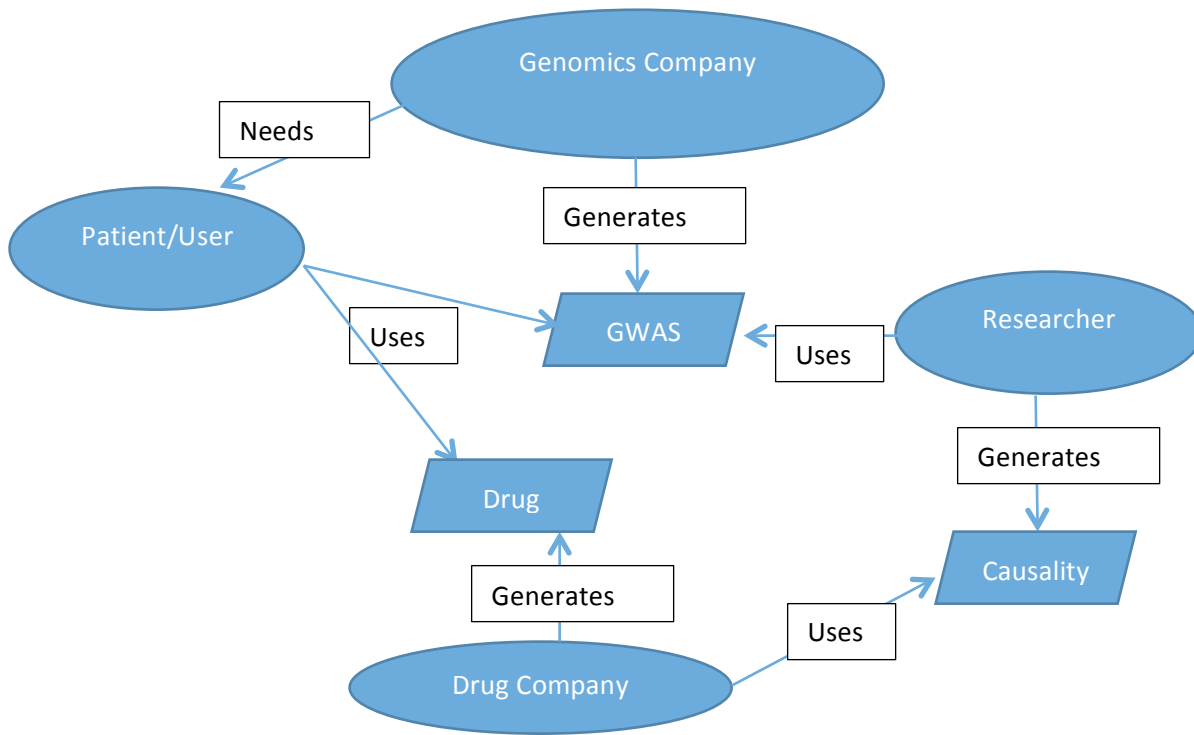 Genomics Company
Needs
Generates
Patient/User
Uses
GWAS
Uses
Researcher
Generates
Drug
Causality
Generates
Uses
Drug Company